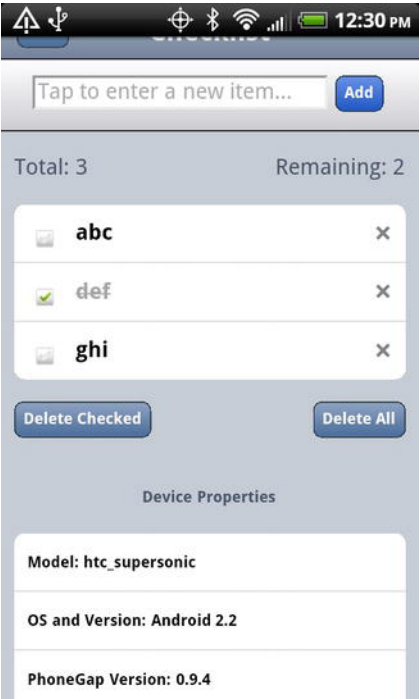 12:30 PM
Tap to enter a new item... Add
Total: 3 Remaining: 2
abc
def
ghi
Delete Checked Delete All
Device Properties
Model: htc_supersonic
OS and Version: Android 2.2
PhoneGap Version: 0.9.4